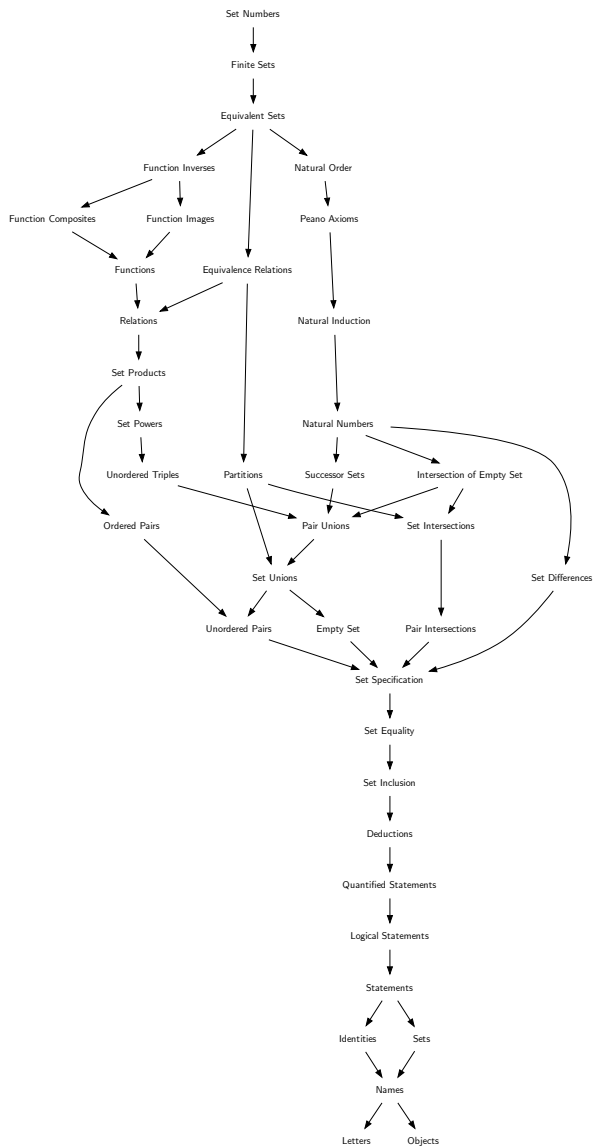 Set Numbers
Finite Sets
Equivalent Sets
Function Inverses
Natural Order
Function Composites
Function Images
Peano Axioms
Functions
Equivalence Relations
Relations
Natural Induction
Set Products
Set Powers
Natural Numbers
Unordered Triples
Partitions
Successor Sets
Intersection of Empty Set
Ordered Pairs
Pair Unions
Set Intersections
Set Unions
Set Differences
Unordered Pairs
Empty Set
Pair Intersections
Set Specification
Set Equality
Set Inclusion
Deductions
Quantified Statements
Logical Statements
Statements
Identities
Sets
Names
Letters
Objects